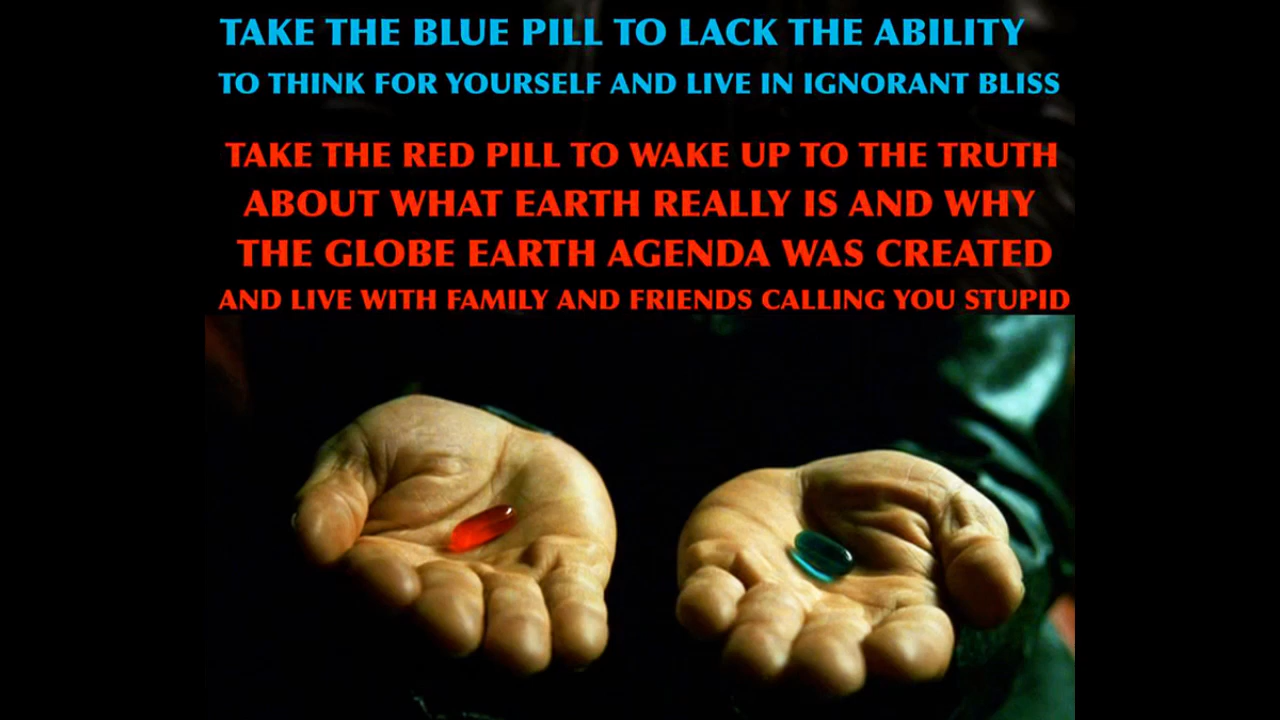 TAKE THE BLUE PILL TO LACK THE ABILITY
TO THINK FOR YOURSELF AND LIVE IN IGNORANT BLISS
TAKE THE RED PILL TO WAKE UP TO THE TRUTH
ABOUT WHAT EARTH REALLY IS AND WHY
THE GLOBE EARTH AGENDA WAS CREATED
AND LIVE WITH FAMILY AND FRIENDS CALLING YOU STUPID